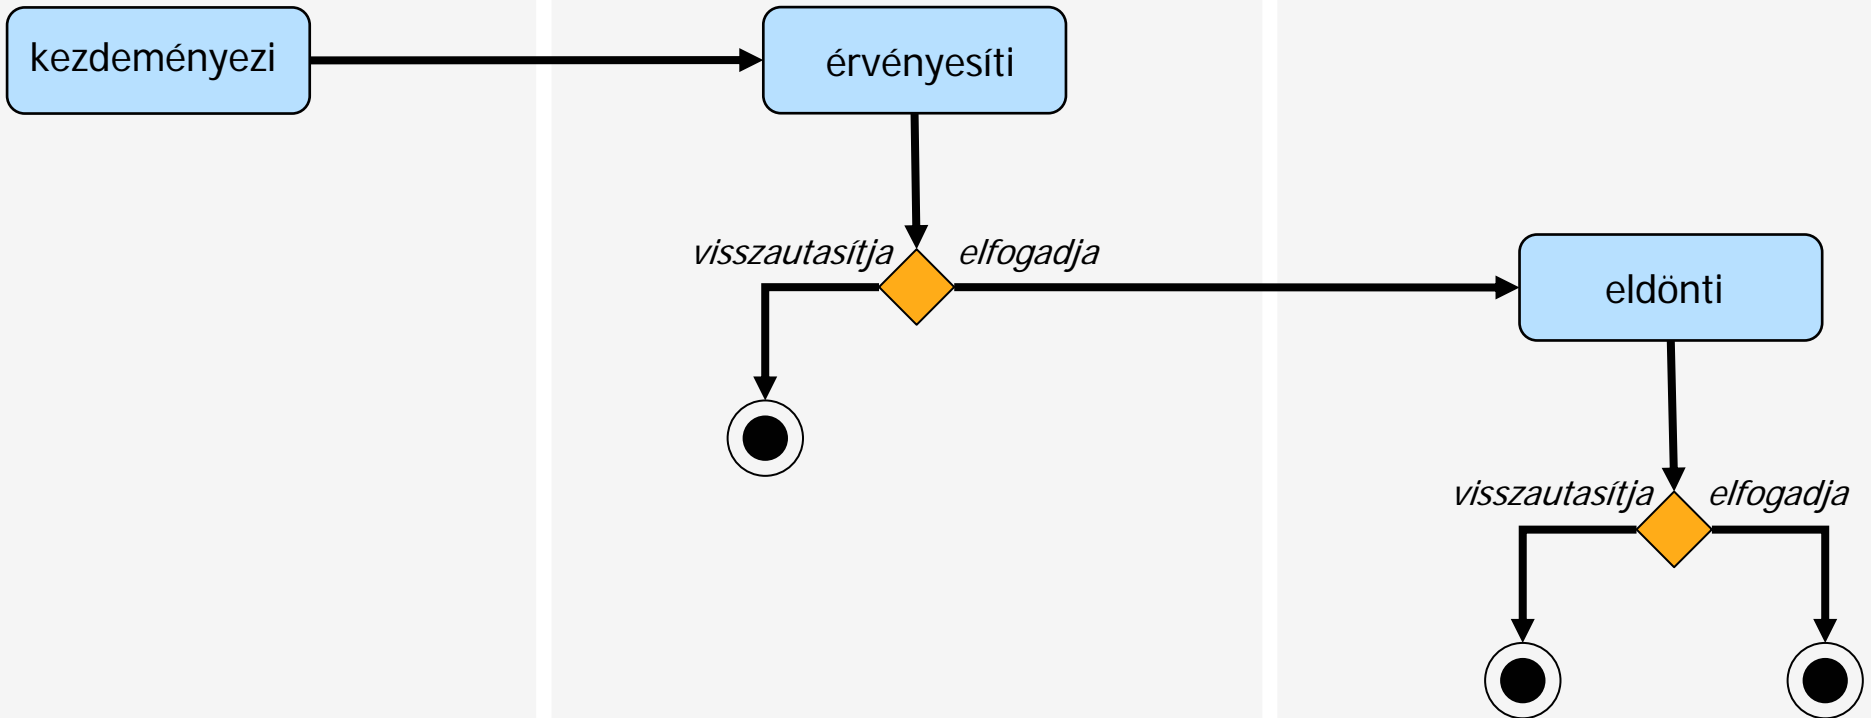 kezdeményezi
érvényesíti
visszautasítja
elfogadja
eldönti
visszautasítja
elfogadja